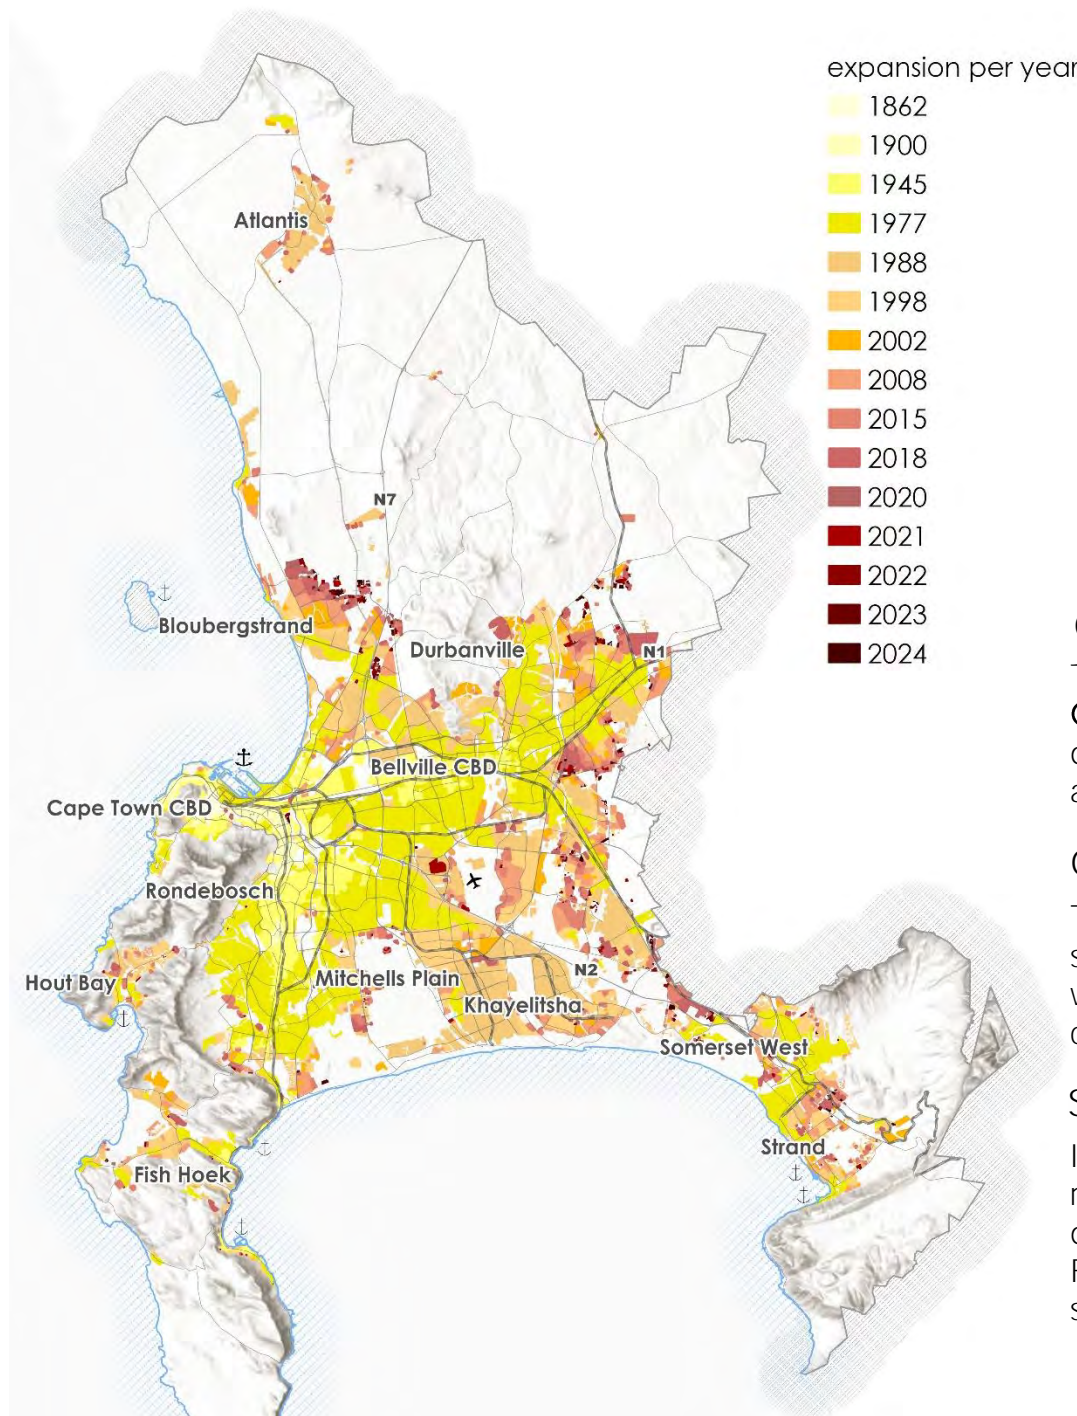 expansion per year
1862
1900
1945
1977
1988
1998
2002
2008
2015
2018
2020
2021
2022
2023
2024
Atlantis
N7
Bloubergstrand
Durbanville
N1
Bellville CBD
Cape Town CBD
Rondebosch
Hout Bay
Mitchells Plain
N2
Khayelitsha
Somerset West
Strand
Fish Hoek